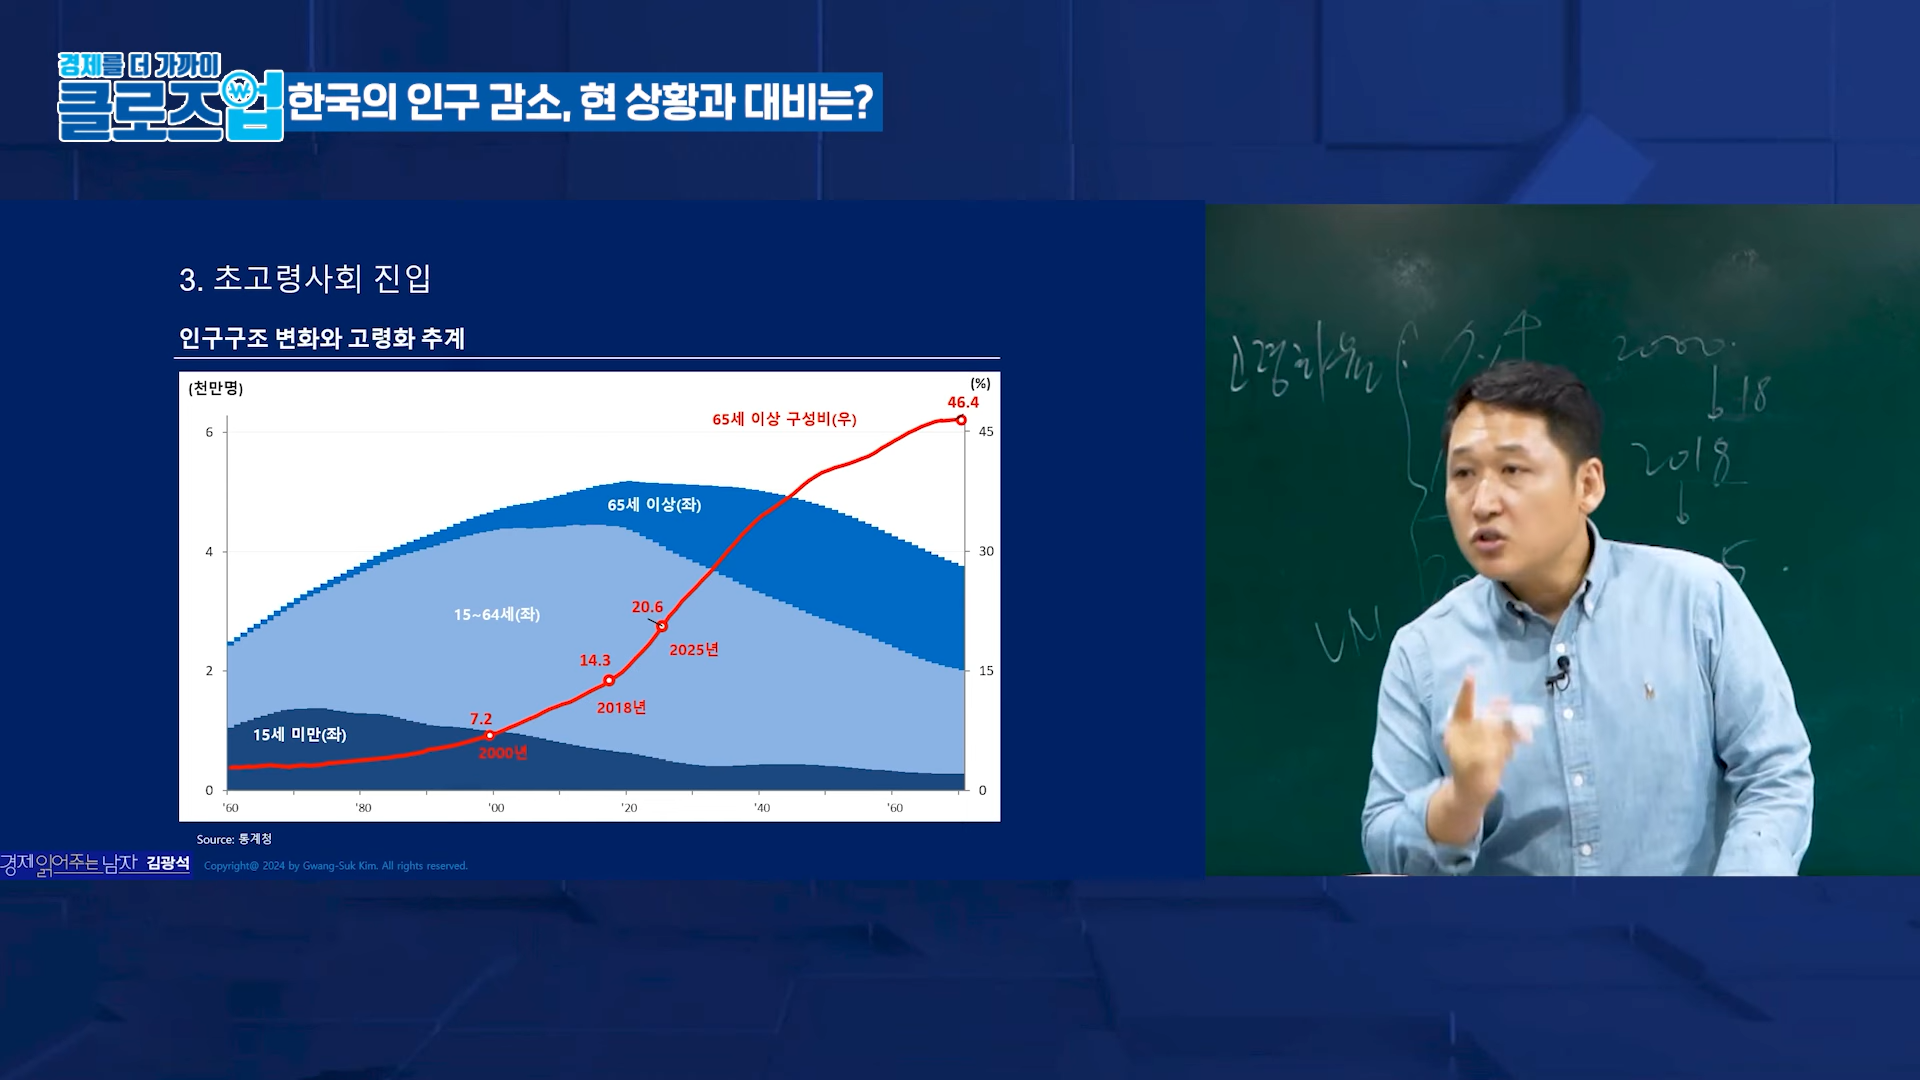 경제를 더 가까이
클로즈업
한국의 인구 감소, 현 상황과 대비는?
3. 초고령사회 진입
인구구조 변화와 고령화 추계
(천만명)
(%)
46.4
65세 이상 구성비(우)
6
45
65세 이상(좌)
4
30
20.6
15~64세(좌)
2025년
14.3
2
15
2018년
7.2
15세 미만(좌)
2000년
0
0
'60
'80
'00
'20
'40
'60
Source: 통계청
경제읽어주는남자 김광석
Copyright@ 2024 by Gwang-Suk Kim. All rights reserved.
고령화율
2000.
18
2018
UN